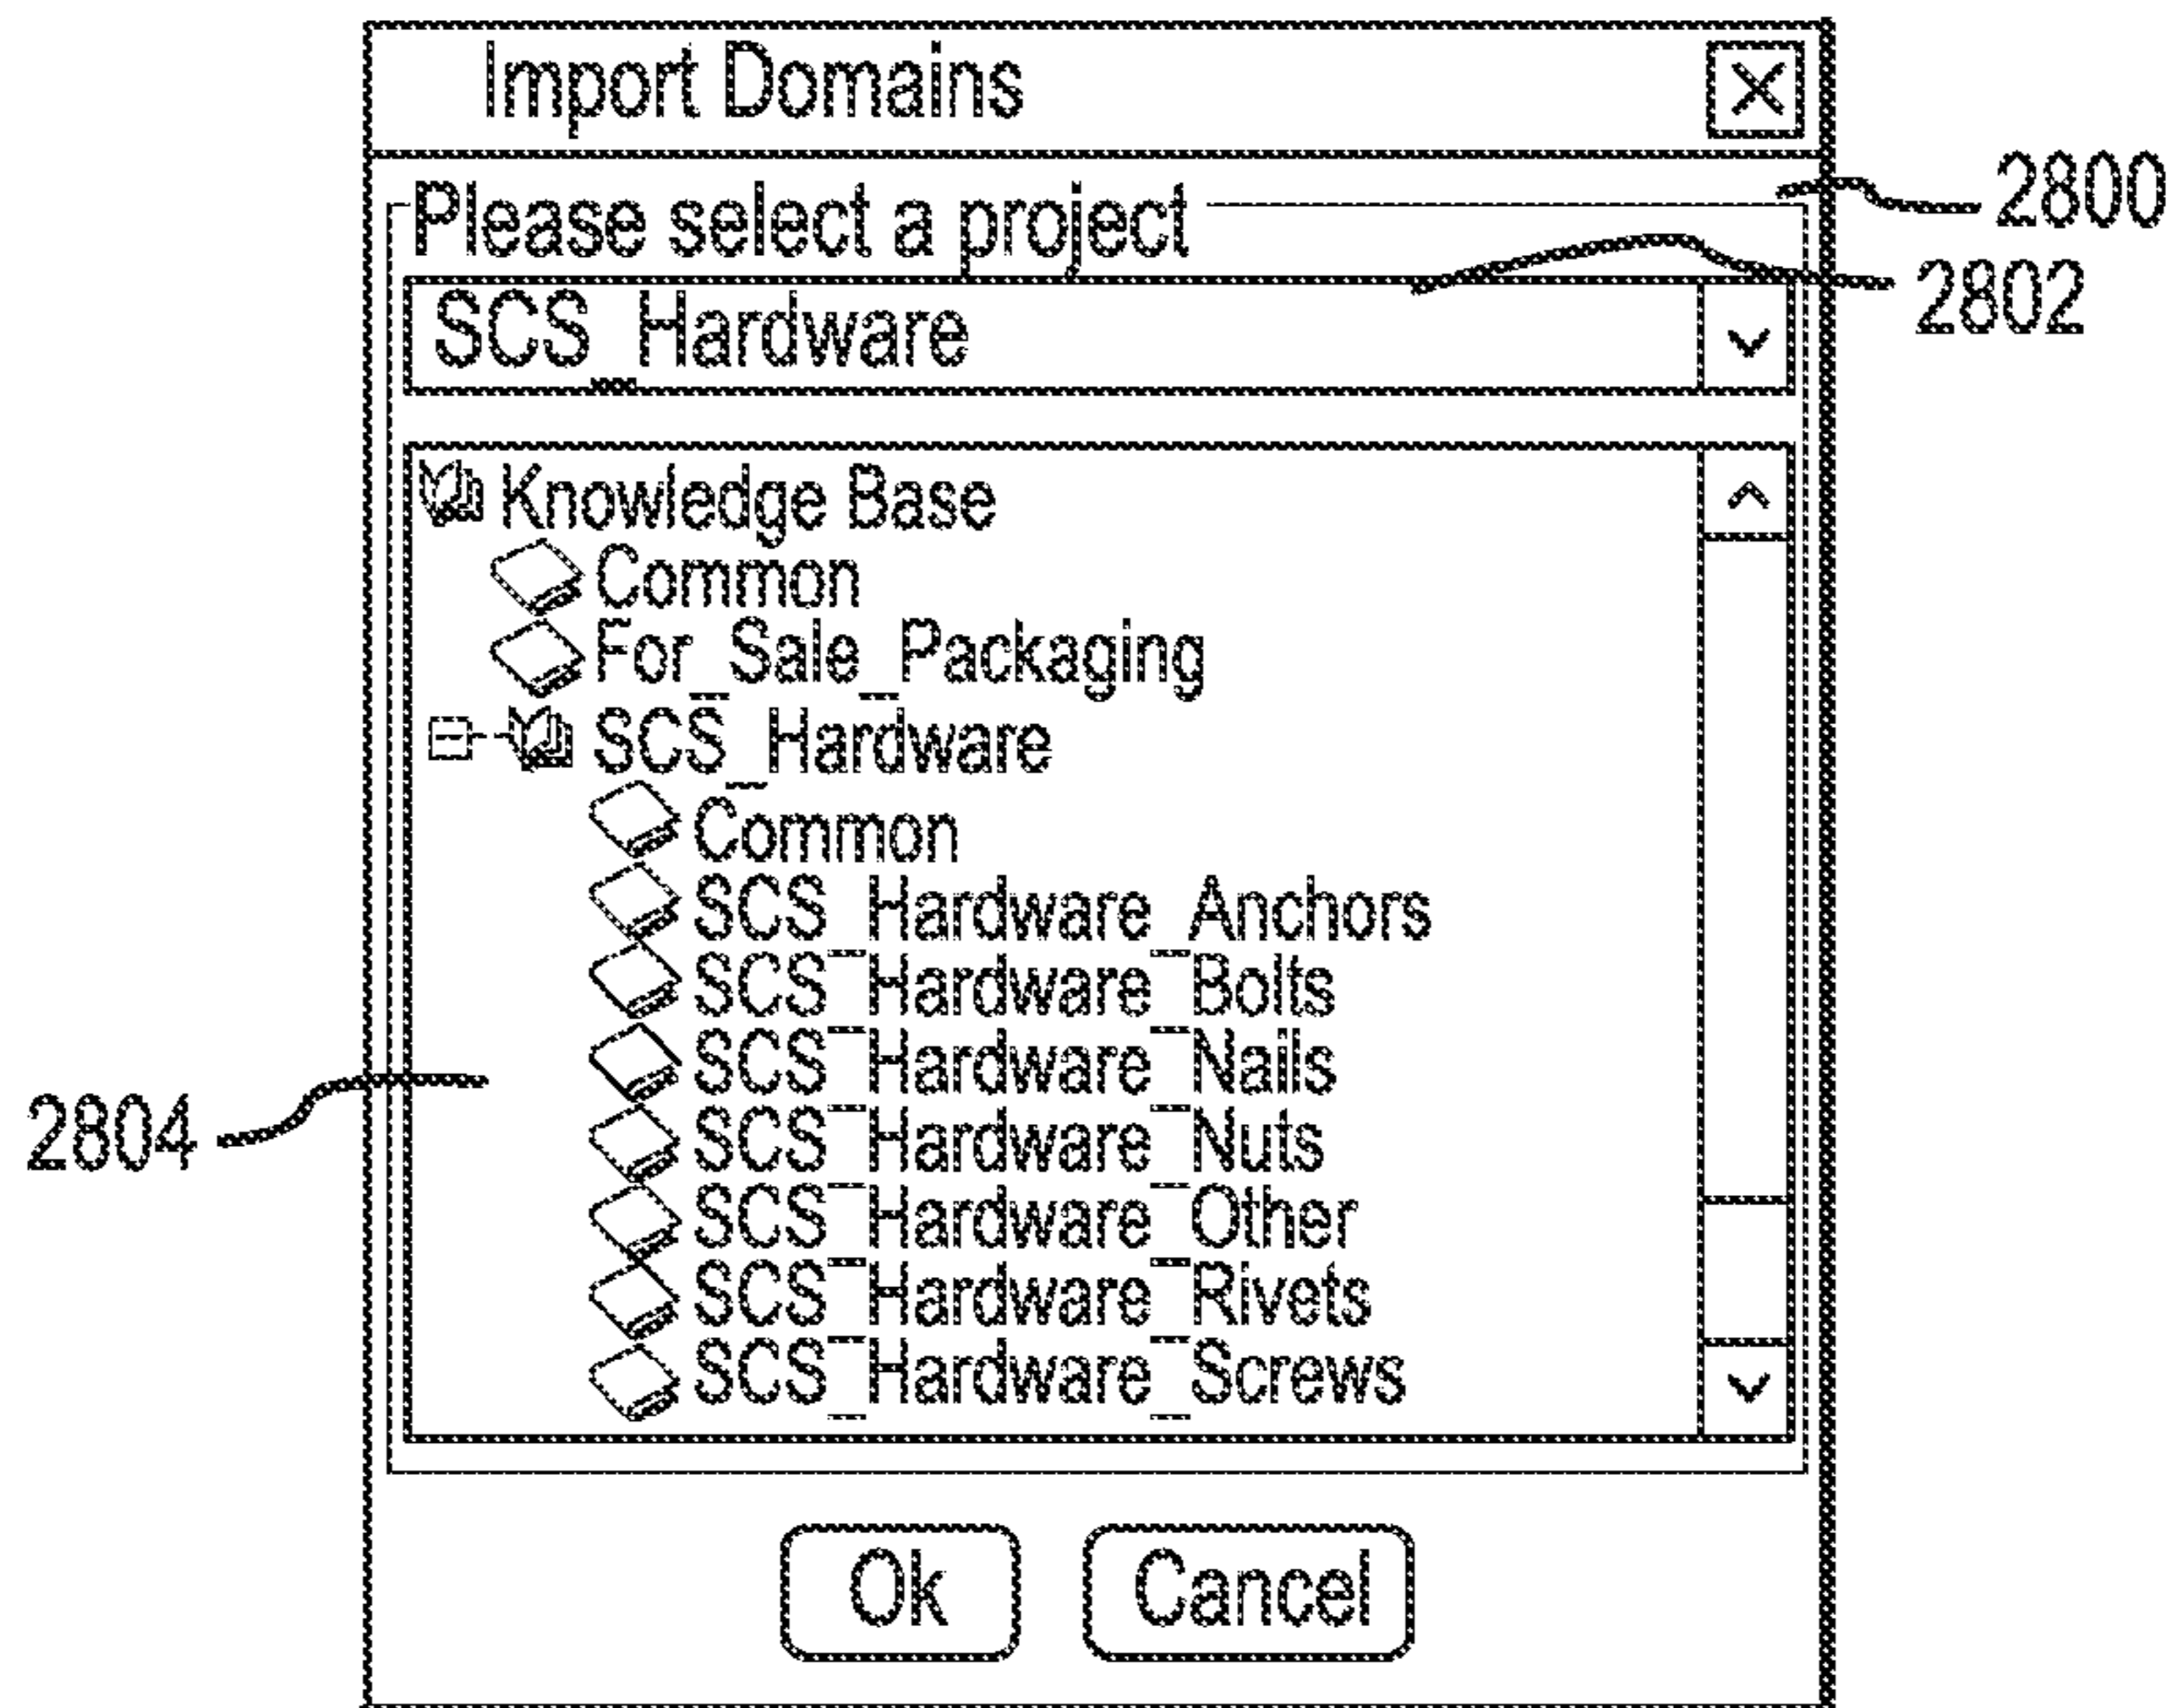 Import Domains
2800
Please select a project
2802
SCS_Hardware
Knowledge Base
Common
For_Sale_Packaging
SCS_Hardware
Common
SCS_Hardware_Anchors
SCS_Hardware_Bolts
SCS_Hardware_Nails
2804
SCS_Hardware_Nuts
SCS_Hardware_Other
SCS_Hardware_Rivets
SCS_Hardware_Screws
Ok Cancel